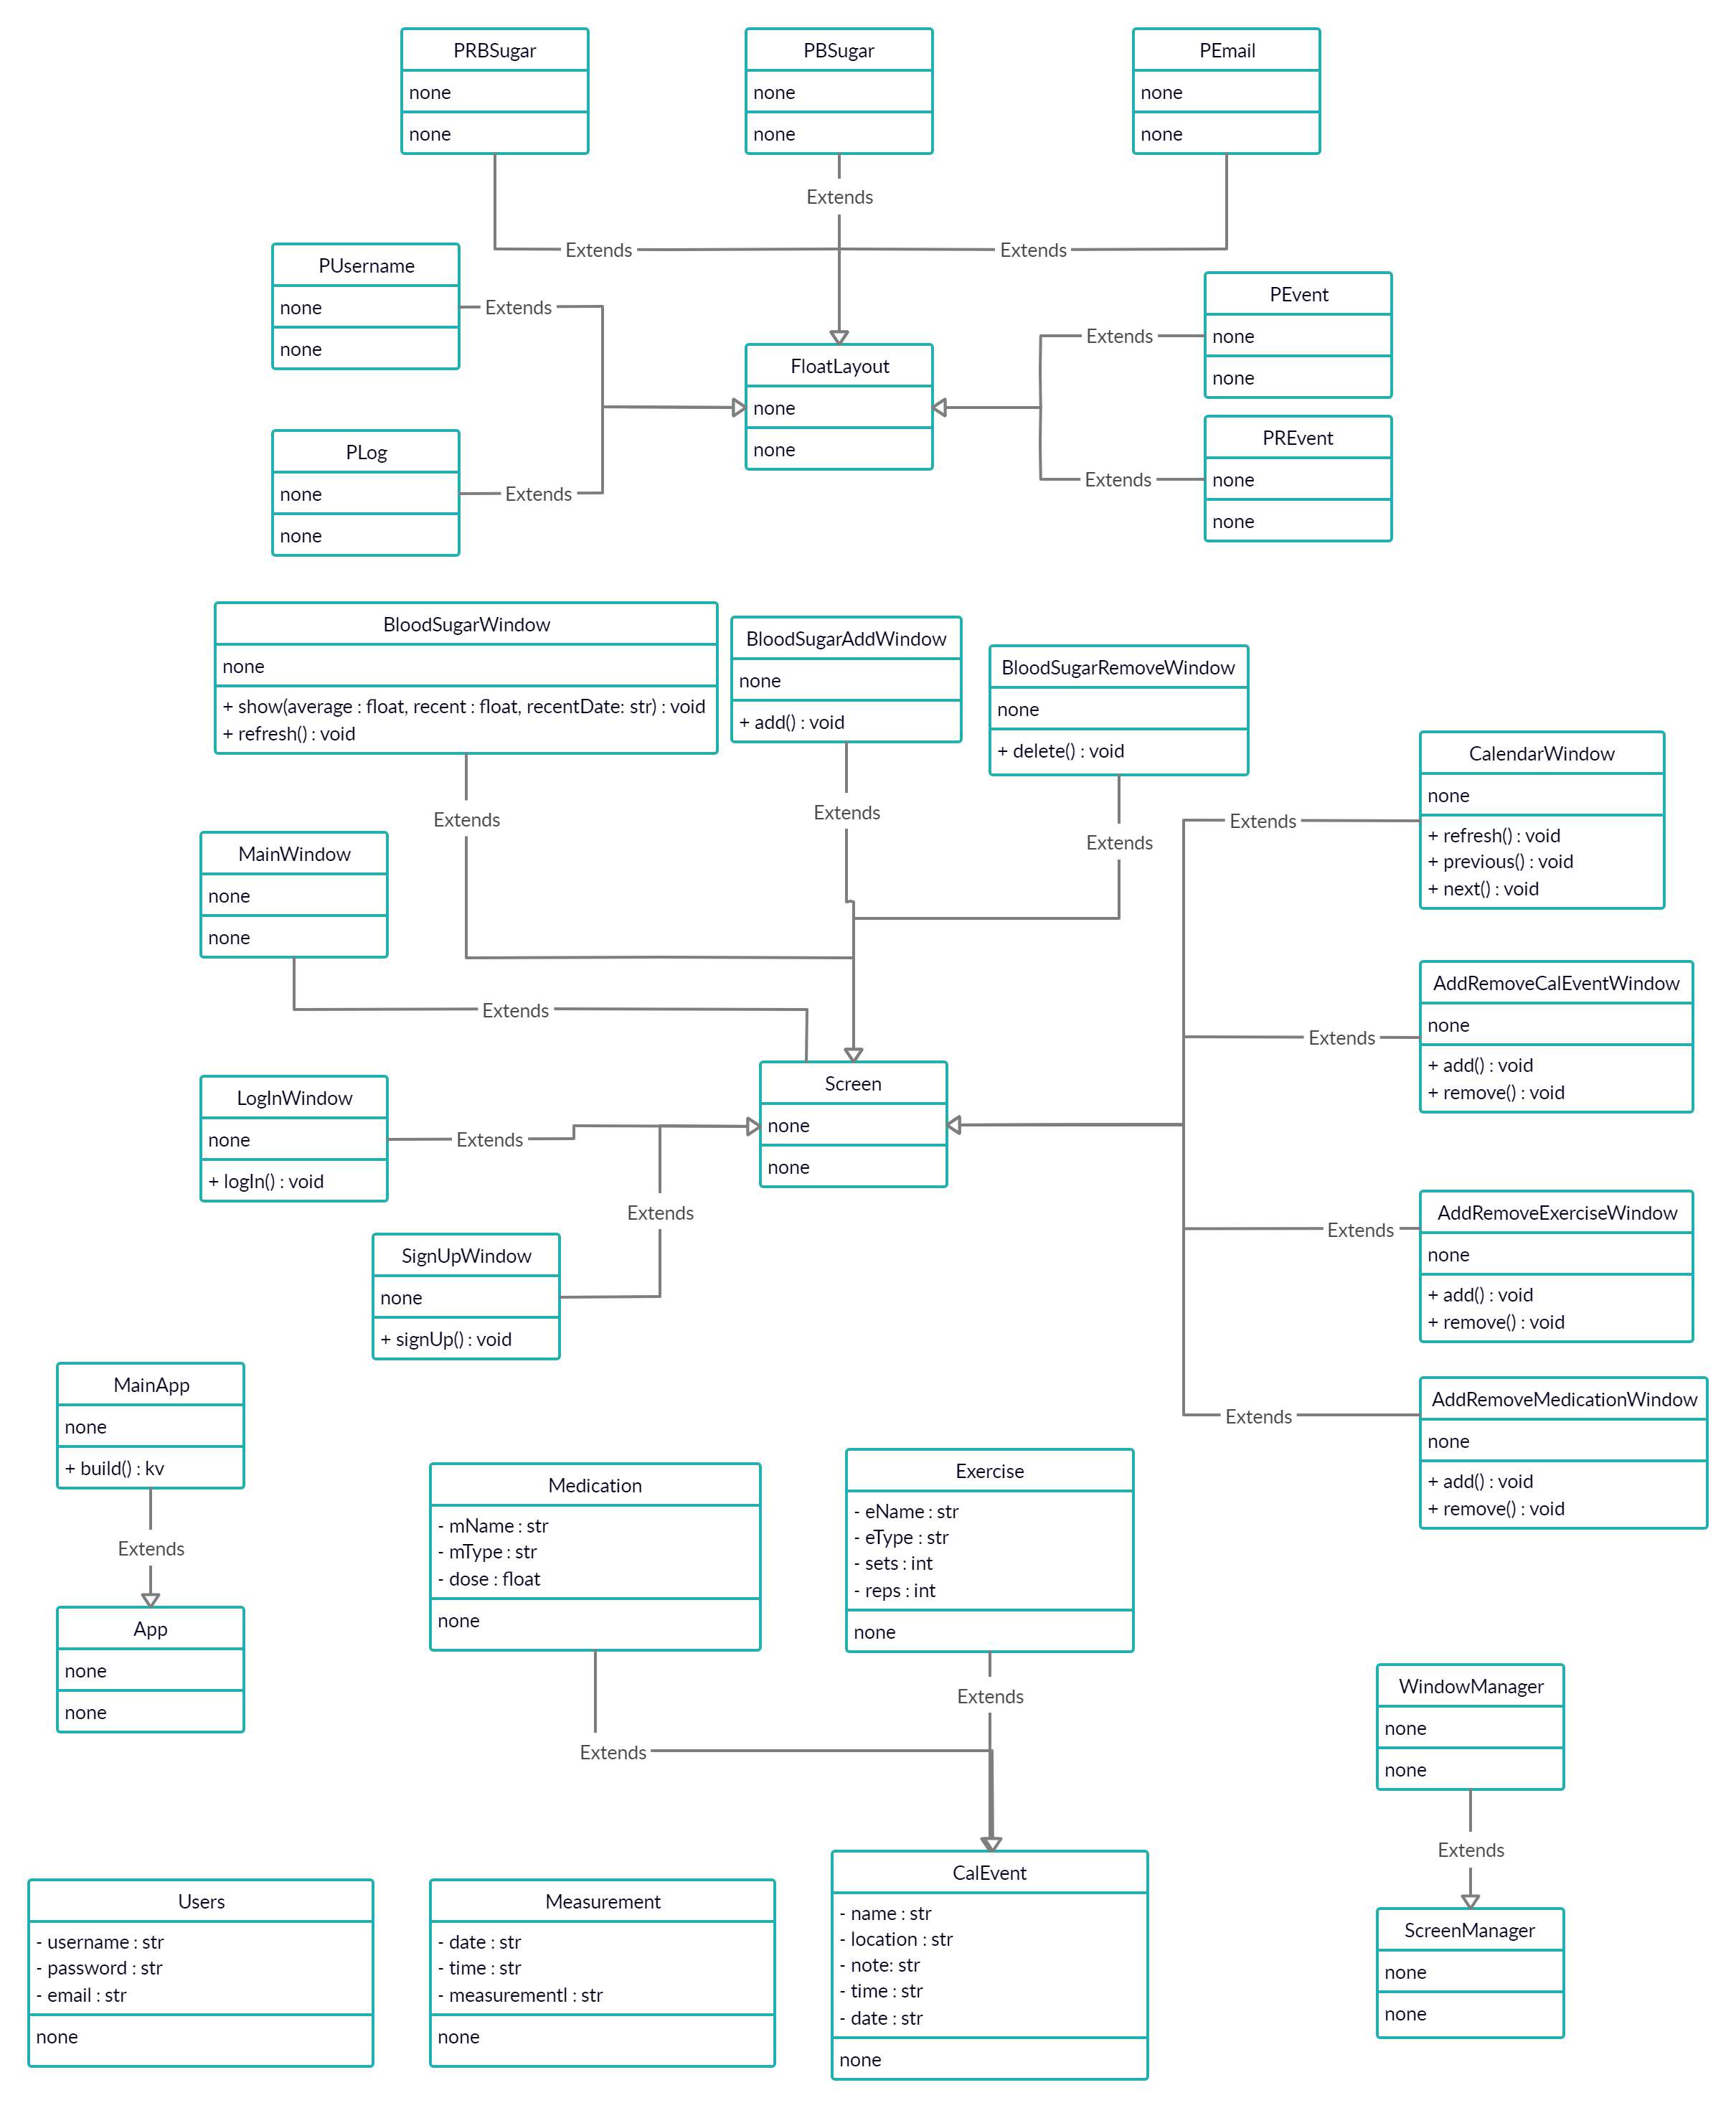 PRBSugar
none
none
PBSugar
none
none
PEmail
none
none
Extends
Extends
Extends
PUsername
none
none
Extends
PEvent
none
none
Extends
FloatLayout
none
none
PLog
none
none
Extends
PREvent
none
none
Extends
BloodSugarWindow
none
+ show(average : float, recent : float, recentDate: str) : void
+ refresh() : void
BloodSugarAddWindow
none
+ add() : void
BloodSugarRemoveWindow
none
+ delete() : void
CalendarWindow
none
+ refresh() : void
+ previous() : void
+ next() : void
Extends
Extends
Extends
Extends
MainWindow
none
none
Extends
AddRemoveCalEventWindow
none
+ add() : void
+ remove() : void
Extends
LogInWindow
none
+ logIn() : void
Extends
Screen
none
none
SignUpWindow
none
+ signUp() : void
Extends
AddRemoveExerciseWindow
none
+ add() : void
+ remove() : void
Extends
MainApp
none
+ build() : kv
Extends
AddRemoveMedicationWindow
none
+ add() : void
+ remove() : void
Extends
Medication
- mName : str
- mType : str
- dose : float
none
Exercise
- eName : str
- eType : str
- sets : int
- reps : int
none
App
none
none
Extends
Extends
WindowManager
none
none
Extends
Users
- username : str
- password : str
- email : str
none
Measurement
- date : str
- time : str
- measurementl : str
none
CalEvent
- name : str
- location : str
- note: str
- time : str
- date : str
none
ScreenManager
none
none